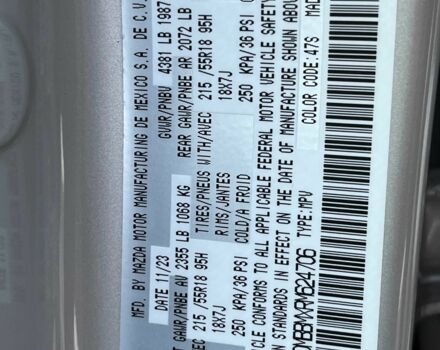 BY MAZDA MOTOR MANUFACTURING DE MEXICO S.A. DE C.V.
11/23 GVWR/PNBV 4381 LB 1987
GAWR/PNBE AV 2355 LB 1068 KG REAR GAWR/PNBE AR 2072 LB
215 /55R18 95H TIRES/PNEUS WITH/AVEC 215 /55R18 95H
18X7J RIMS/JANTES 18X7J
250 KPA/36 PSI COLD/A FROID 250 KPA/36 PSI
CLE CONFORMS TO ALL APPLICABLE FEDERAL MOTOR VEHICLE SAFETY
STANDARDS IN EFFECT ON THE DATE OF MANUFACTURE SHOWN ABOV
TYPE: MPV COLOR CODE: 47S MAD